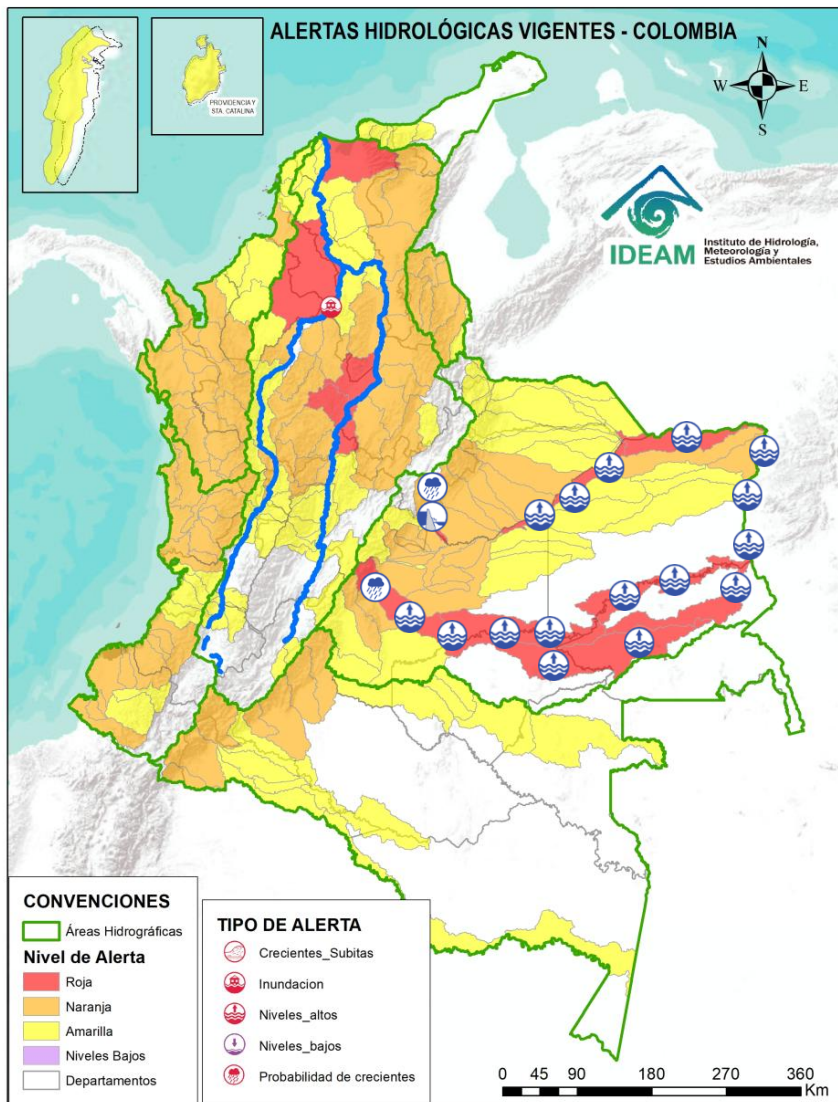 ALERTAS HIDROLÓGICAS VIGENTES - COLOMBIA
PROVIDENCIA Y
STA. CATALINA
N
W
E
S
IDEAM
Instituto de Hidrología,
Meteorología y
Estudios Ambientales
CONVENCIONES
Áreas Hidrográficas
Nivel de Alerta
Roja
Naranja
Amarilla
Niveles Bajos
Departamentos
TIPO DE ALERTA
Crecientes_Subitas
Inundacion
Niveles_altos
Niveles_bajos
Probabilidad de crecientes
0 45 90 180 270 360
Km